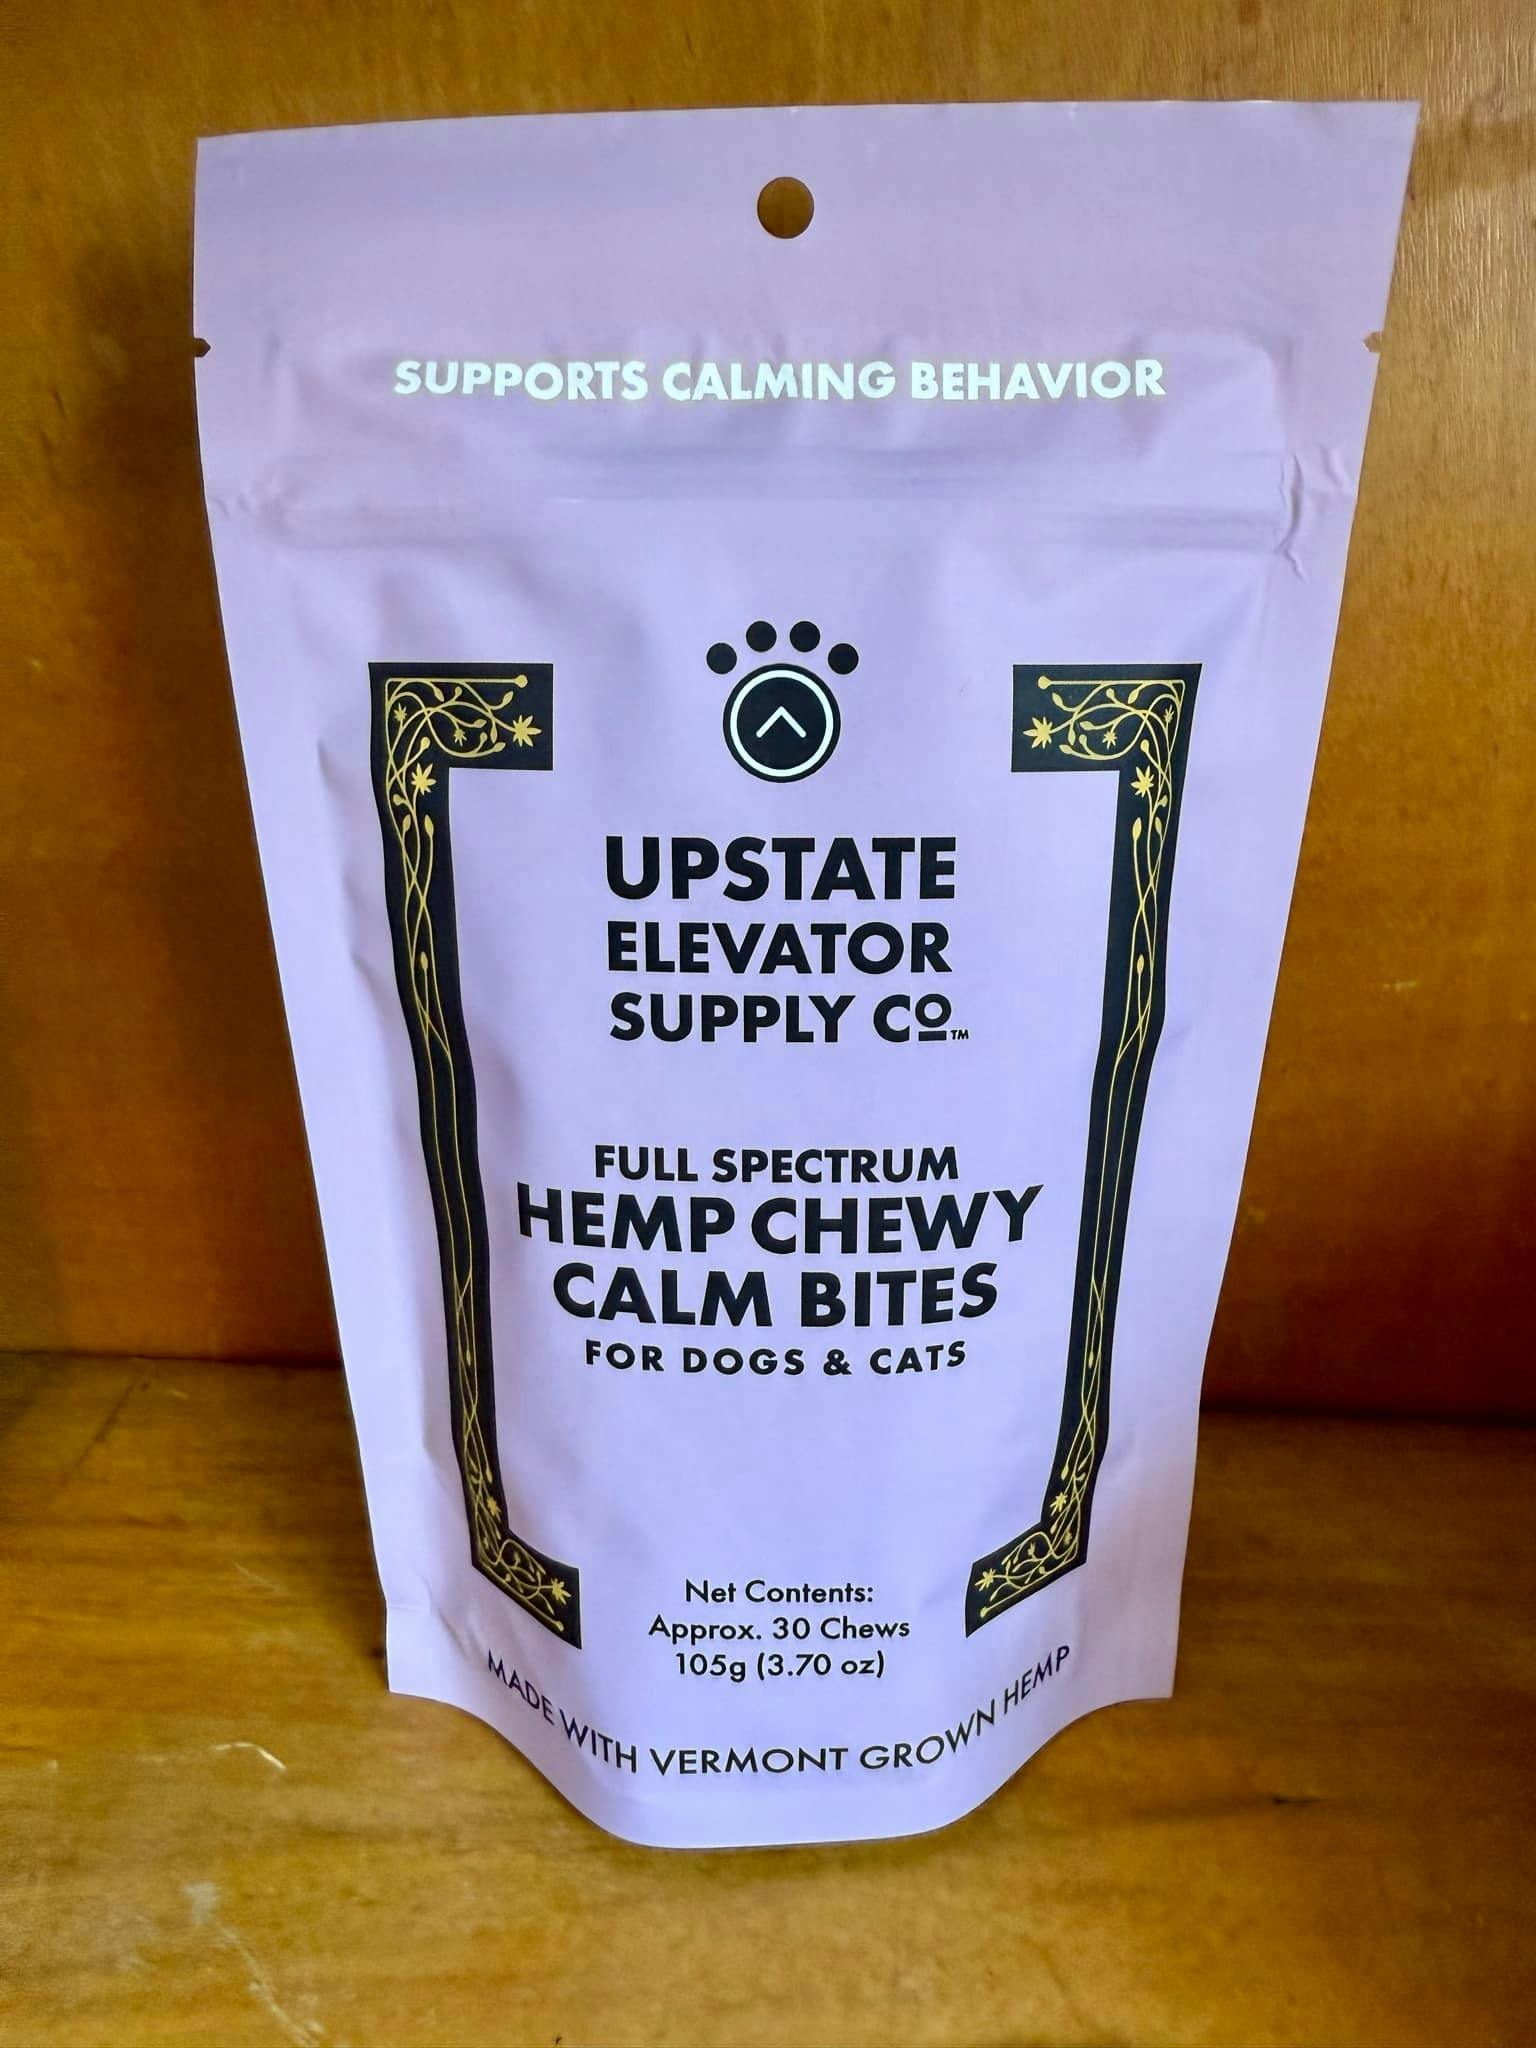 SUPPORTS CALMING BEHAVIOR
UPSTATE
ELEVATOR
SUPPLY Co™
FULL SPECTRUM
HEMP CHEWY
CALM BITES
FOR DOGS & CATS
Net Contents:
Approx. 30 Chews
105g (3.70 oz)
MADE WITH VERMONT GROWN HEMP